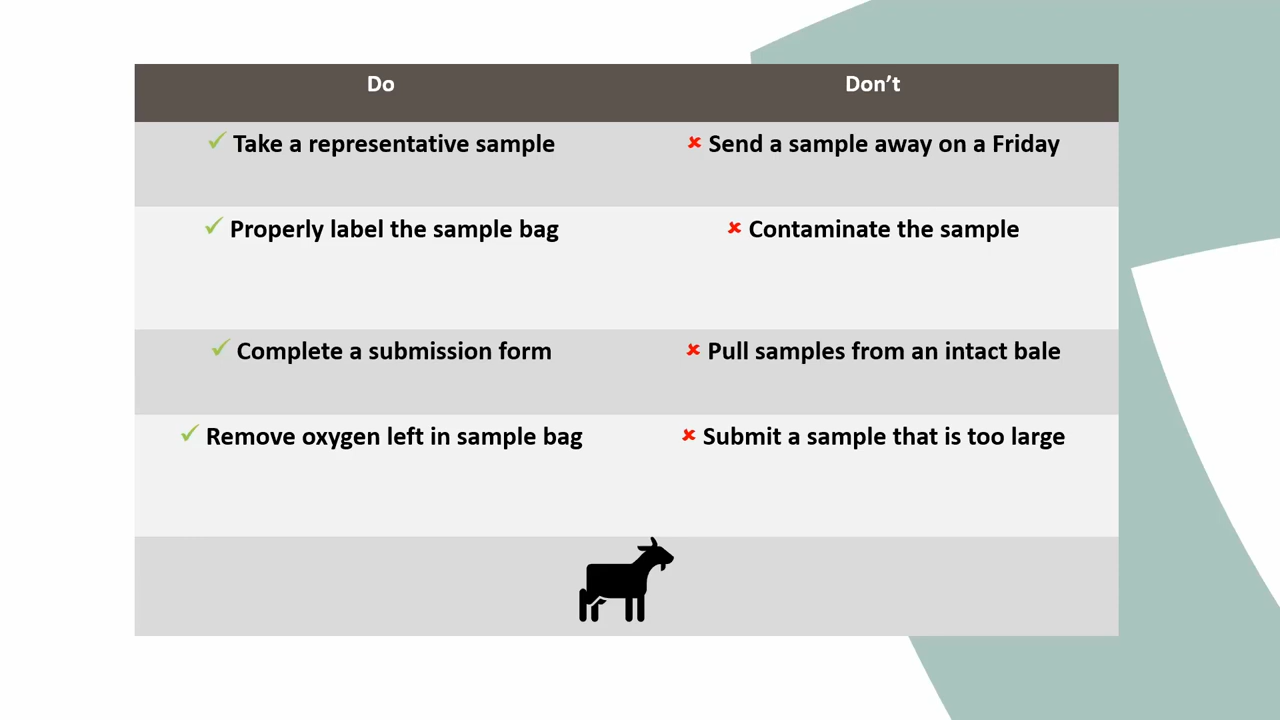 Do
Don’t
✓ Take a representative sample
✘ Send a sample away on a Friday
✓ Properly label the sample bag
✘ Contaminate the sample
✓ Complete a submission form
✘ Pull samples from an intact bale
✓ Remove oxygen left in sample bag
✘ Submit a sample that is too large